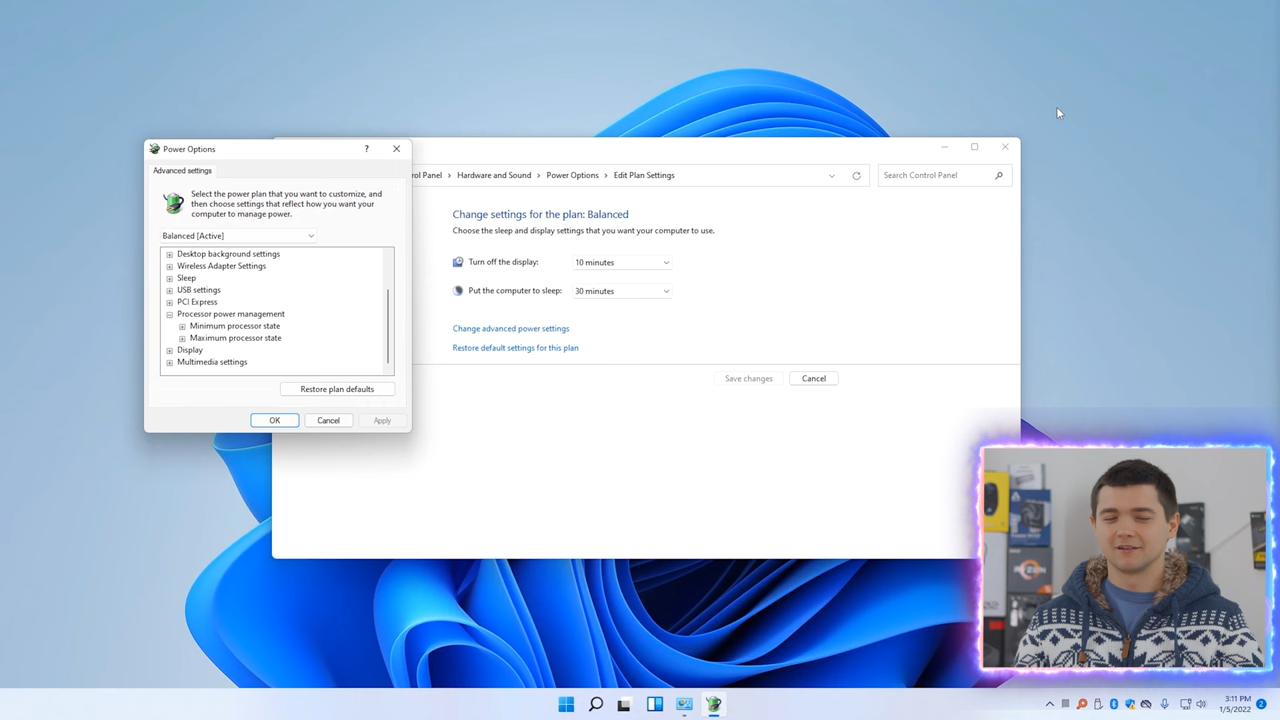 Power Options
?
Advanced settings
Select the power plan that you want to customize, and
then choose settings that reflect how you want your
computer to manage power.
Balanced [Active]
Desktop background settings
Wireless Adapter Settings
Sleep
USB settings
PCI Express
Processor power management
Minimum processor state
Maximum processor state
Display
Multimedia settings
Restore plan defaults
OK Cancel Apply
rol Panel > Hardware and Sound > Power Options > Edit Plan Settings
Search Control Panel
Change settings for the plan: Balanced
Choose the sleep and display settings that you want your computer to use.
Turn off the display: 10 minutes
Put the computer to sleep: 30 minutes
Change advanced power settings
Restore default settings for this plan
Save changes Cancel
RYZEN
3:11 PM
1/5/2022
2